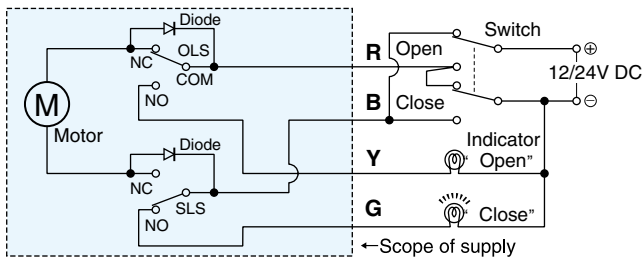 Diode
OLS
NC
COM
NO
M
Motor
Diode
NC
SLS
NO
R
Open
Switch
B
Close
12/24V DC
⊕
⊖
Y
Indicator
“Open”
G
“Close”
←Scope of supply